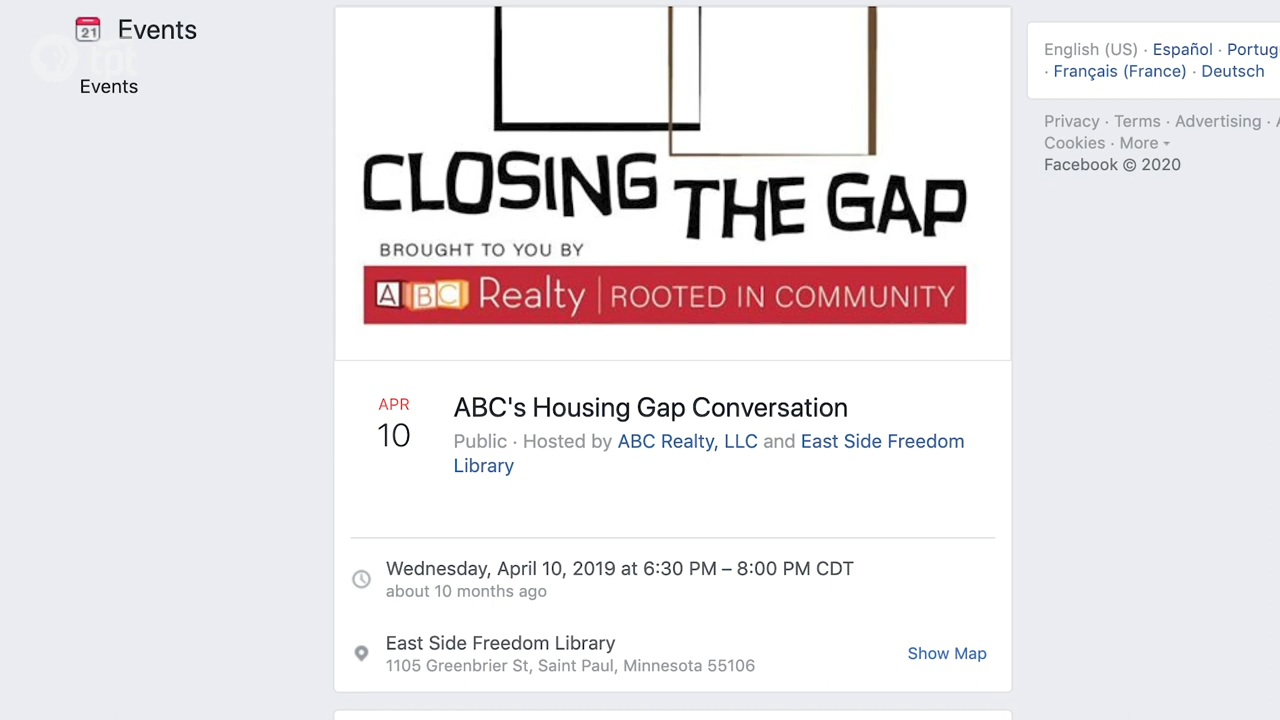 21 Events
tpt
Events
CLOSING THE GAP
BROUGHT TO YOU BY
ABC Realty | ROOTED IN COMMUNITY
APR
10
ABC's Housing Gap Conversation
Public · Hosted by ABC Realty, LLC and East Side Freedom
Library
Wednesday, April 10, 2019 at 6:30 PM – 8:00 PM CDT
about 10 months ago
East Side Freedom Library
1105 Greenbrier St, Saint Paul, Minnesota 55106
Show Map
English (US) · Español ·
· Français (France) · Deutsch
Privacy · Terms · Advertising ·
Cookies · More
Facebook © 2020